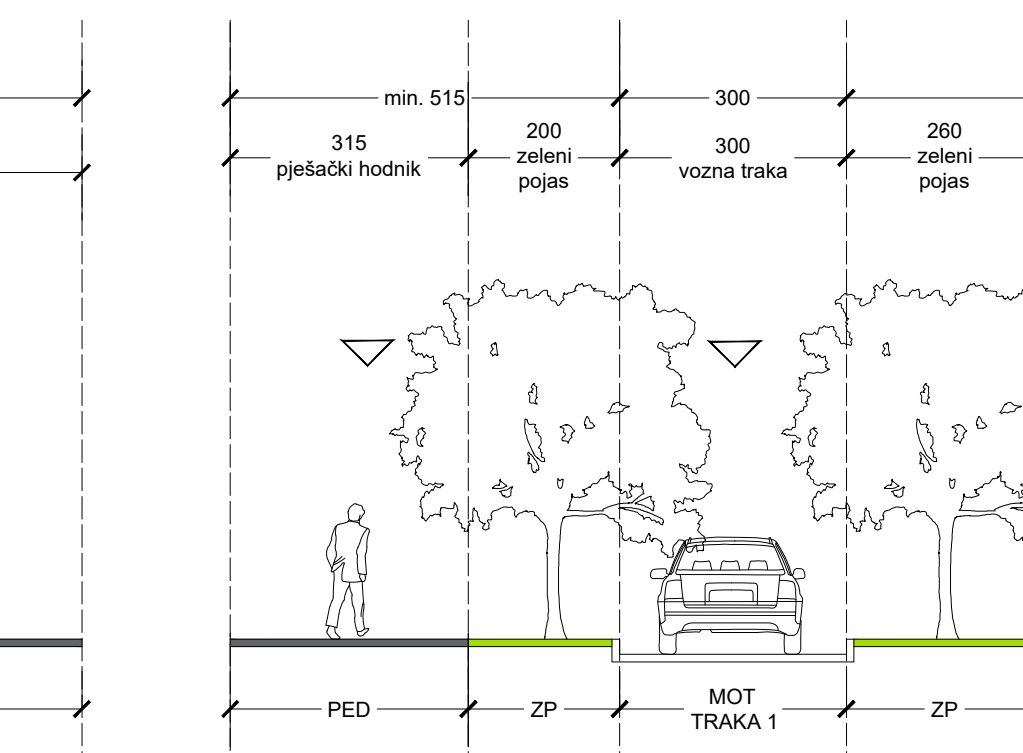 min. 515
300
315
pješački hodnik
200
zeleni
pojas
300
vozna traka
260
zeleni
pojas
PED
ZP
MOT
TRAKA 1
ZP